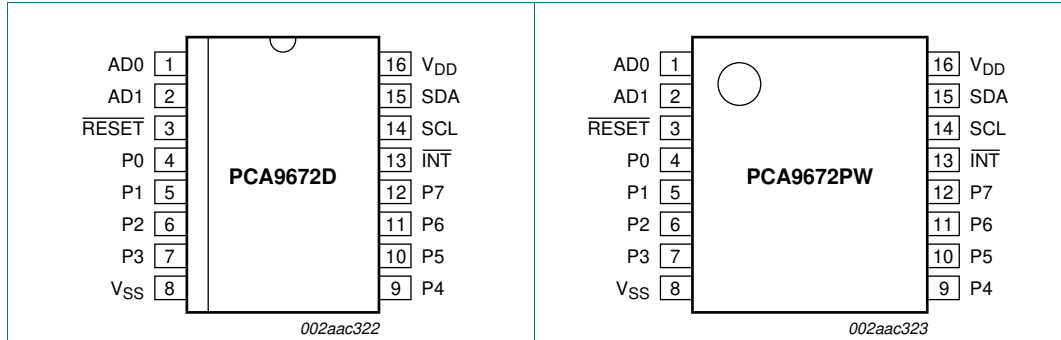 AD0 1 16 VDD
AD1 2 15 SDA
RESET 3 14 SCL
P0 4 13 INT
PCA9672D
P1 5 12 P7
P2 6 11 P6
P3 7 10 P5
VSS 8 9 P4
002aac322
AD0 1 16 VDD
AD1 2 15 SDA
RESET 3 14 SCL
P0 4 13 INT
PCA9672PW
P1 5 12 P7
P2 6 11 P6
P3 7 10 P5
VSS 8 9 P4
002aac323